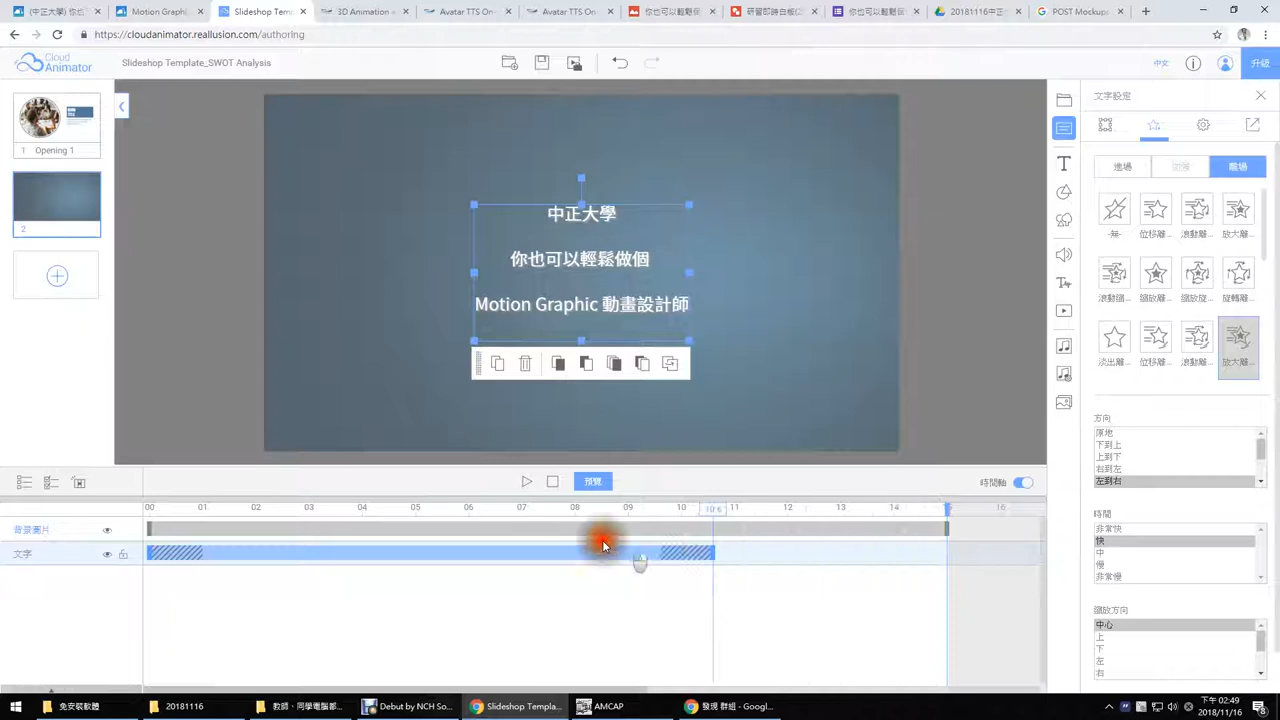 (中正大學) 你也
Motion Graphi
Slideshop Temp
3D Animation
Avatar TTS On
Avatar TTS On
你也可以輕鬆個
研習即時白板(
你也可以輕鬆個
20181116中正
POST Mockups
https://cloudanimator.reallusion.com/authoring
Cloud Animator
Slideshop Template_SWOT Analysis
中文
升級
1 Opening 1
2
中正大學
你也可以輕鬆做個
Motion Graphic 動畫設計師
文字設定
進場
離場
-無-
位移離...
滾動離...
放大離...
縮放離...
縮放旋...
旋轉離...
淡出離...
位移離...
滾動離...
放大離...
方向
原地
下到上
上到下
右到左
左到右
時間
非常快
快
中
慢
非常慢
縮放方向
中心
上
下
左
右
預覽
時間軸
00 01 02 03 04 05 06 07 08 09 10 10:6 11 12 13 14 15 16
背景圖片
文字
免安裝軟體
20181116
教師、同學電腦部...
Debut by NCH So...
Slideshop Templa...
AMCAP
發現 群組 - Googl...
下午 02:49
2018/11/16